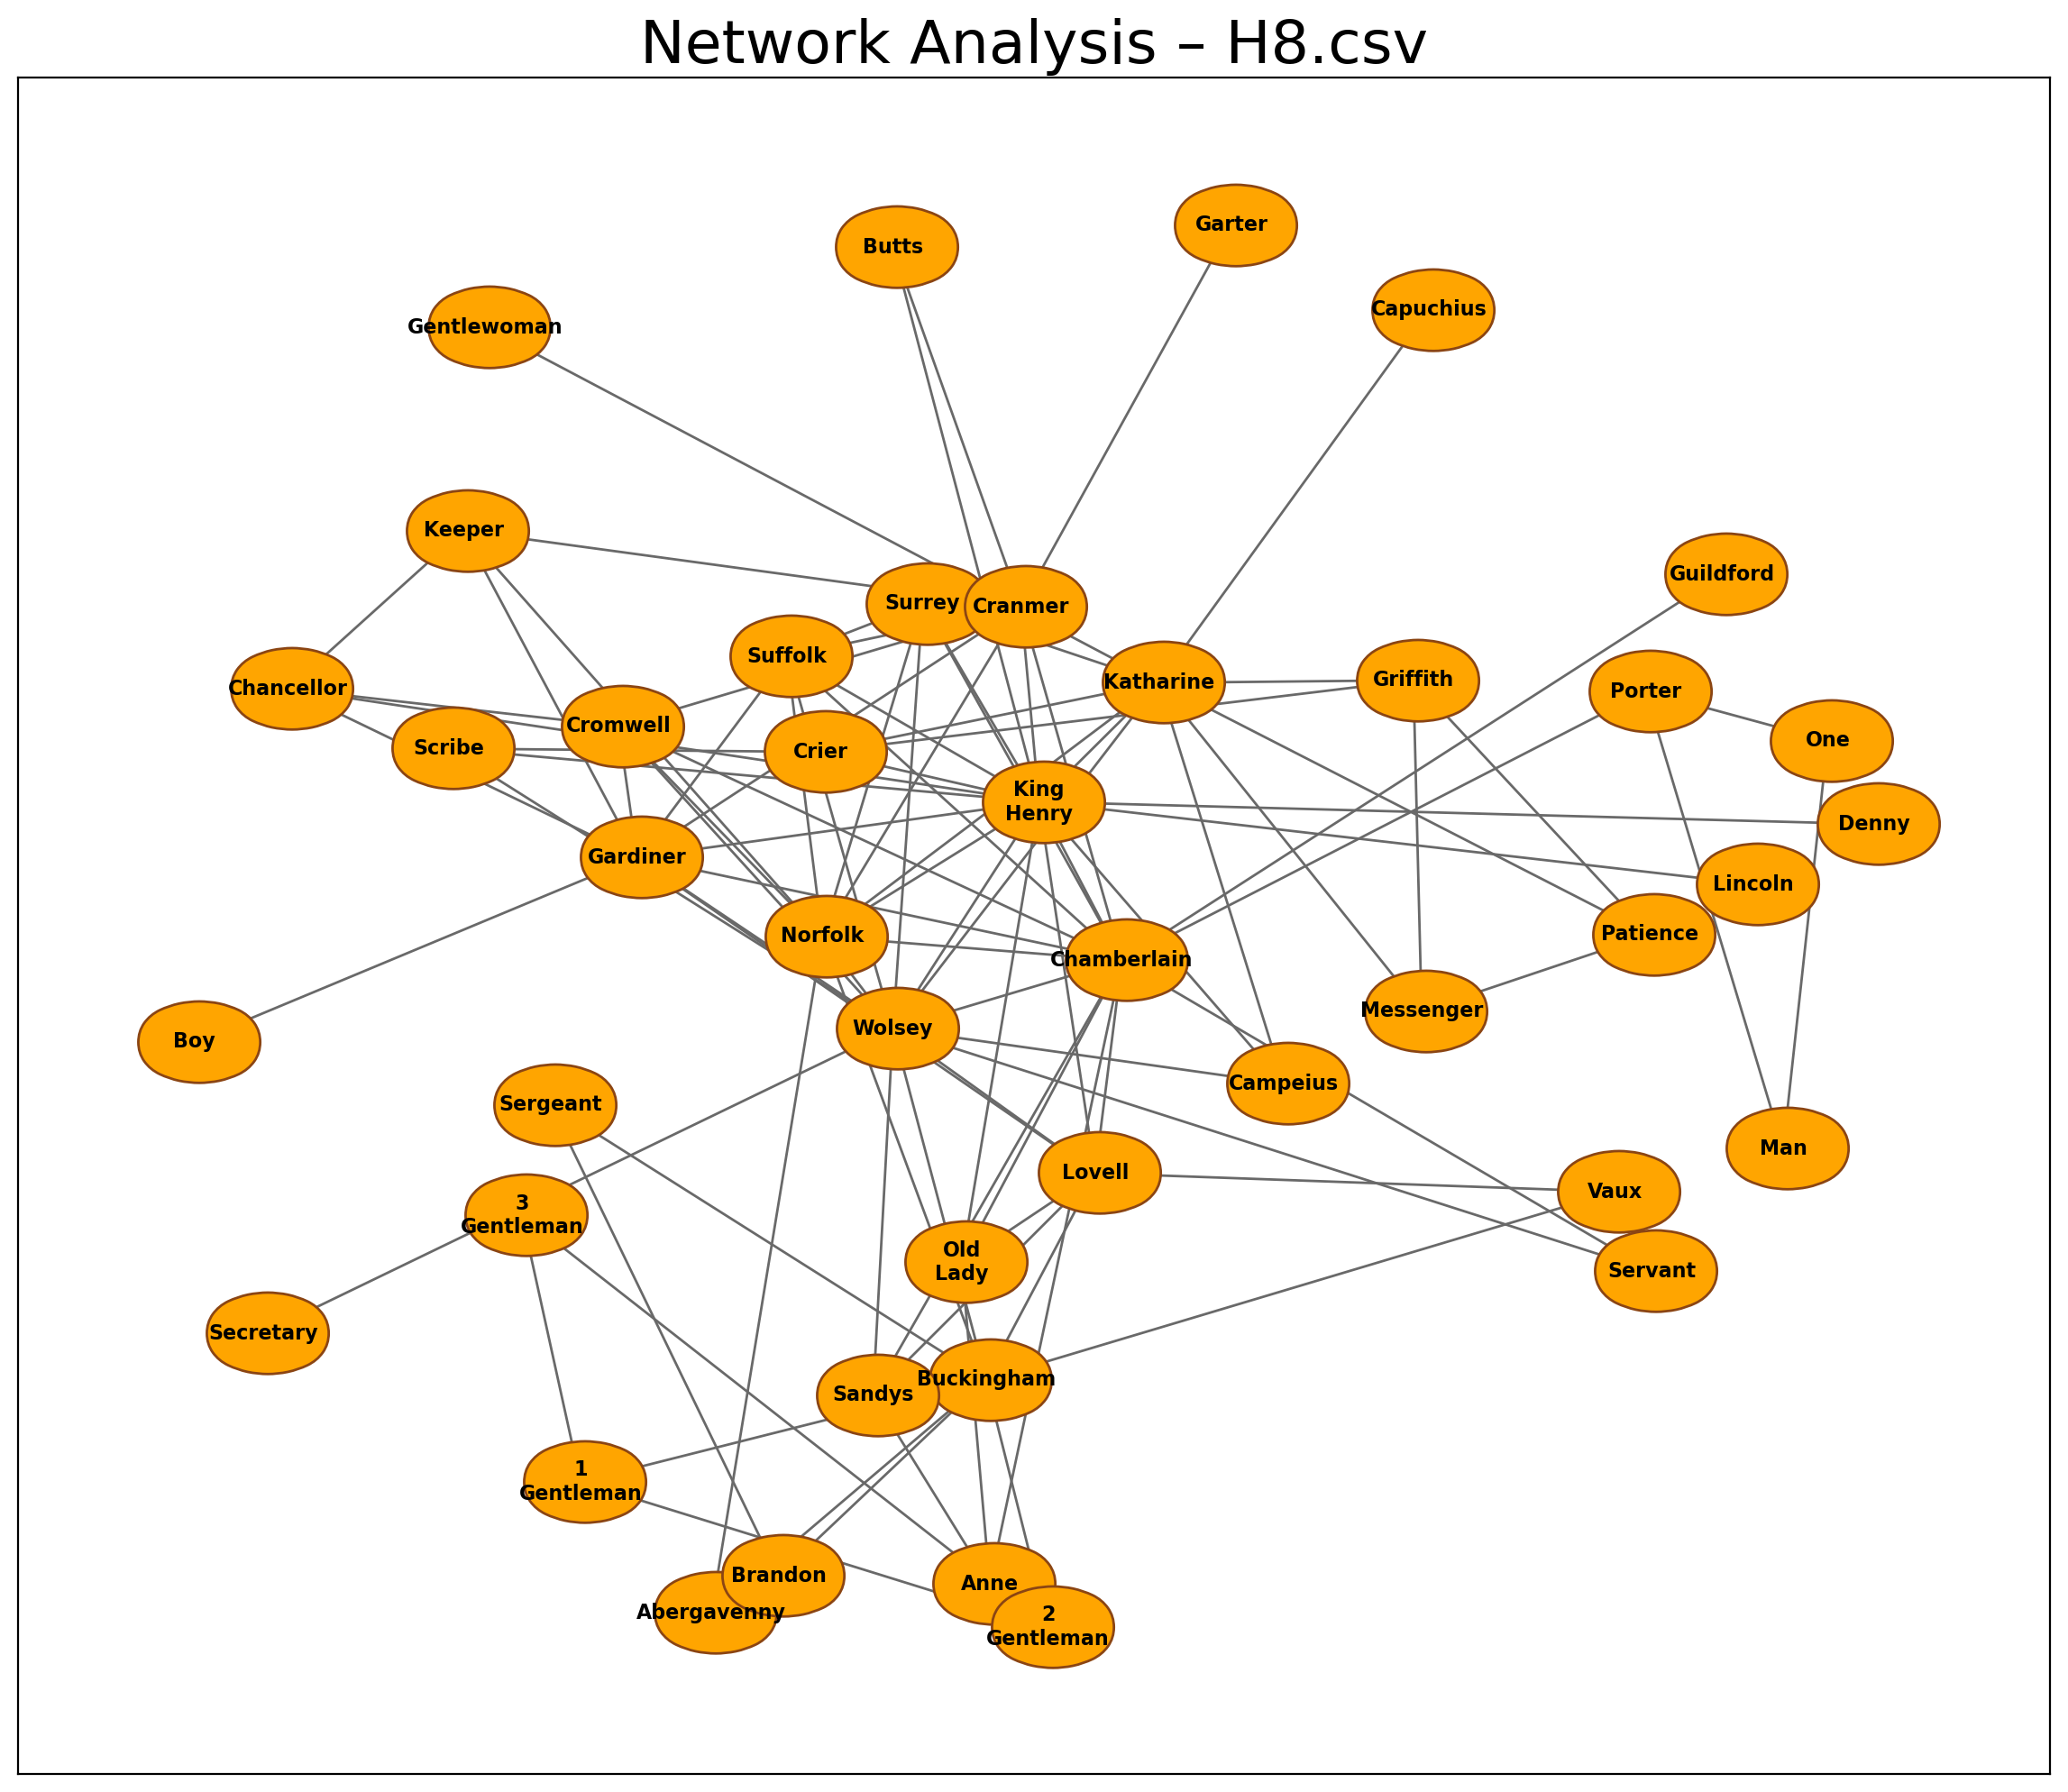 Network Analysis – H8.csv
Garter
Butts
Capuchius
Gentlewoman
Keeper
Guildford
Surrey
Cranmer
Suffolk
Katharine
Griffith
Chancellor
Porter
Cromwell
One
Scribe
Crier
King
Henry
Denny
Gardiner
Lincoln
Norfolk
Patience
Chamberlain
Messenger
Wolsey
Boy
Campeius
Sergeant
Man
Lovell
Vaux
3
Gentleman
Old
Lady
Servant
Secretary
Buckingham
Sandys
1
Gentleman
Brandon
Anne
Abergavenny
2
Gentleman